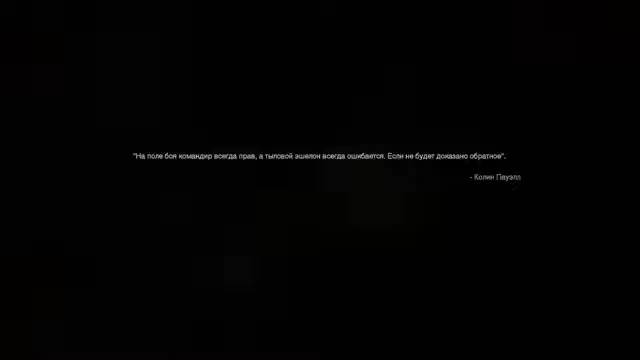 "На поле боя командир всегда прав, а тыловой эшелон всегда ошибается. Если не будет доказано обратное".
- Колин Пауэлл